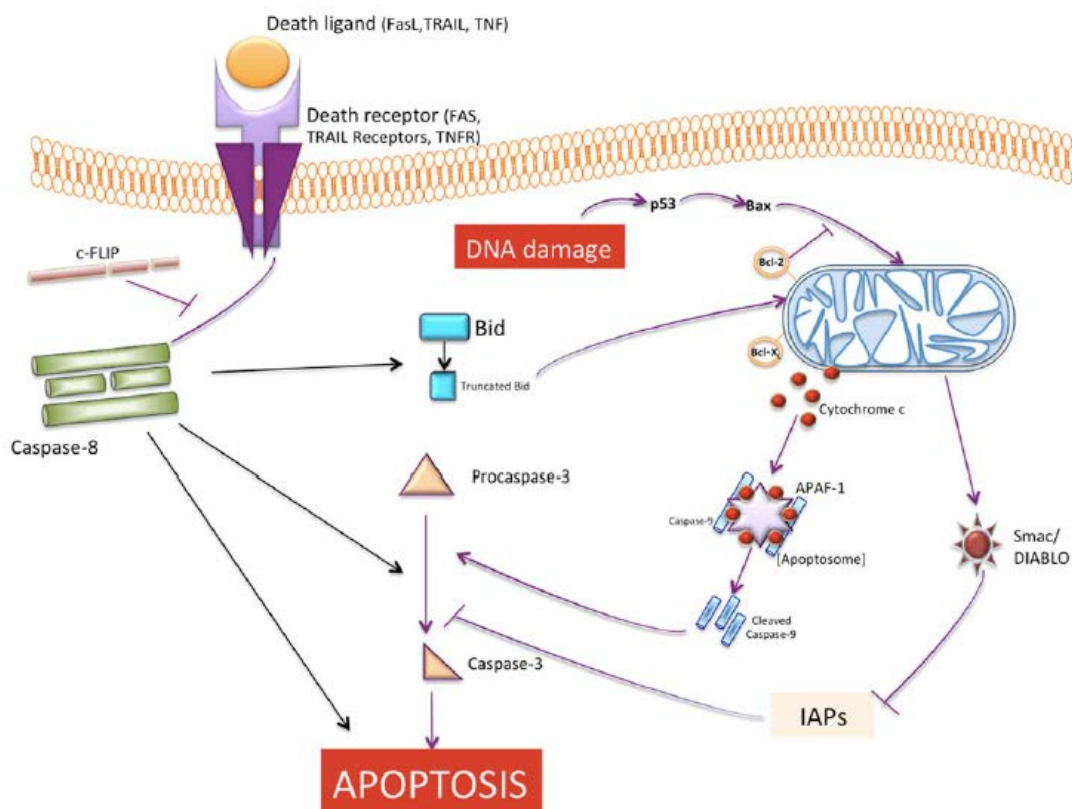 Death ligand (FasL,TRAIL, TNF)
Death receptor (FAS,
TRAIL Receptors, TNFR)
p53
Bax
DNA damage
c-FLIP
Bcl-2
Bid
Truncated Bid
Bcl-XL
Cytochrome c
Caspase-8
Procaspase-3
APAF-1
Caspase-9
[Apoptosome]
Smac/
DIABLO
Cleaved
Caspase-9
Caspase-3
IAPs
APOPTOSIS